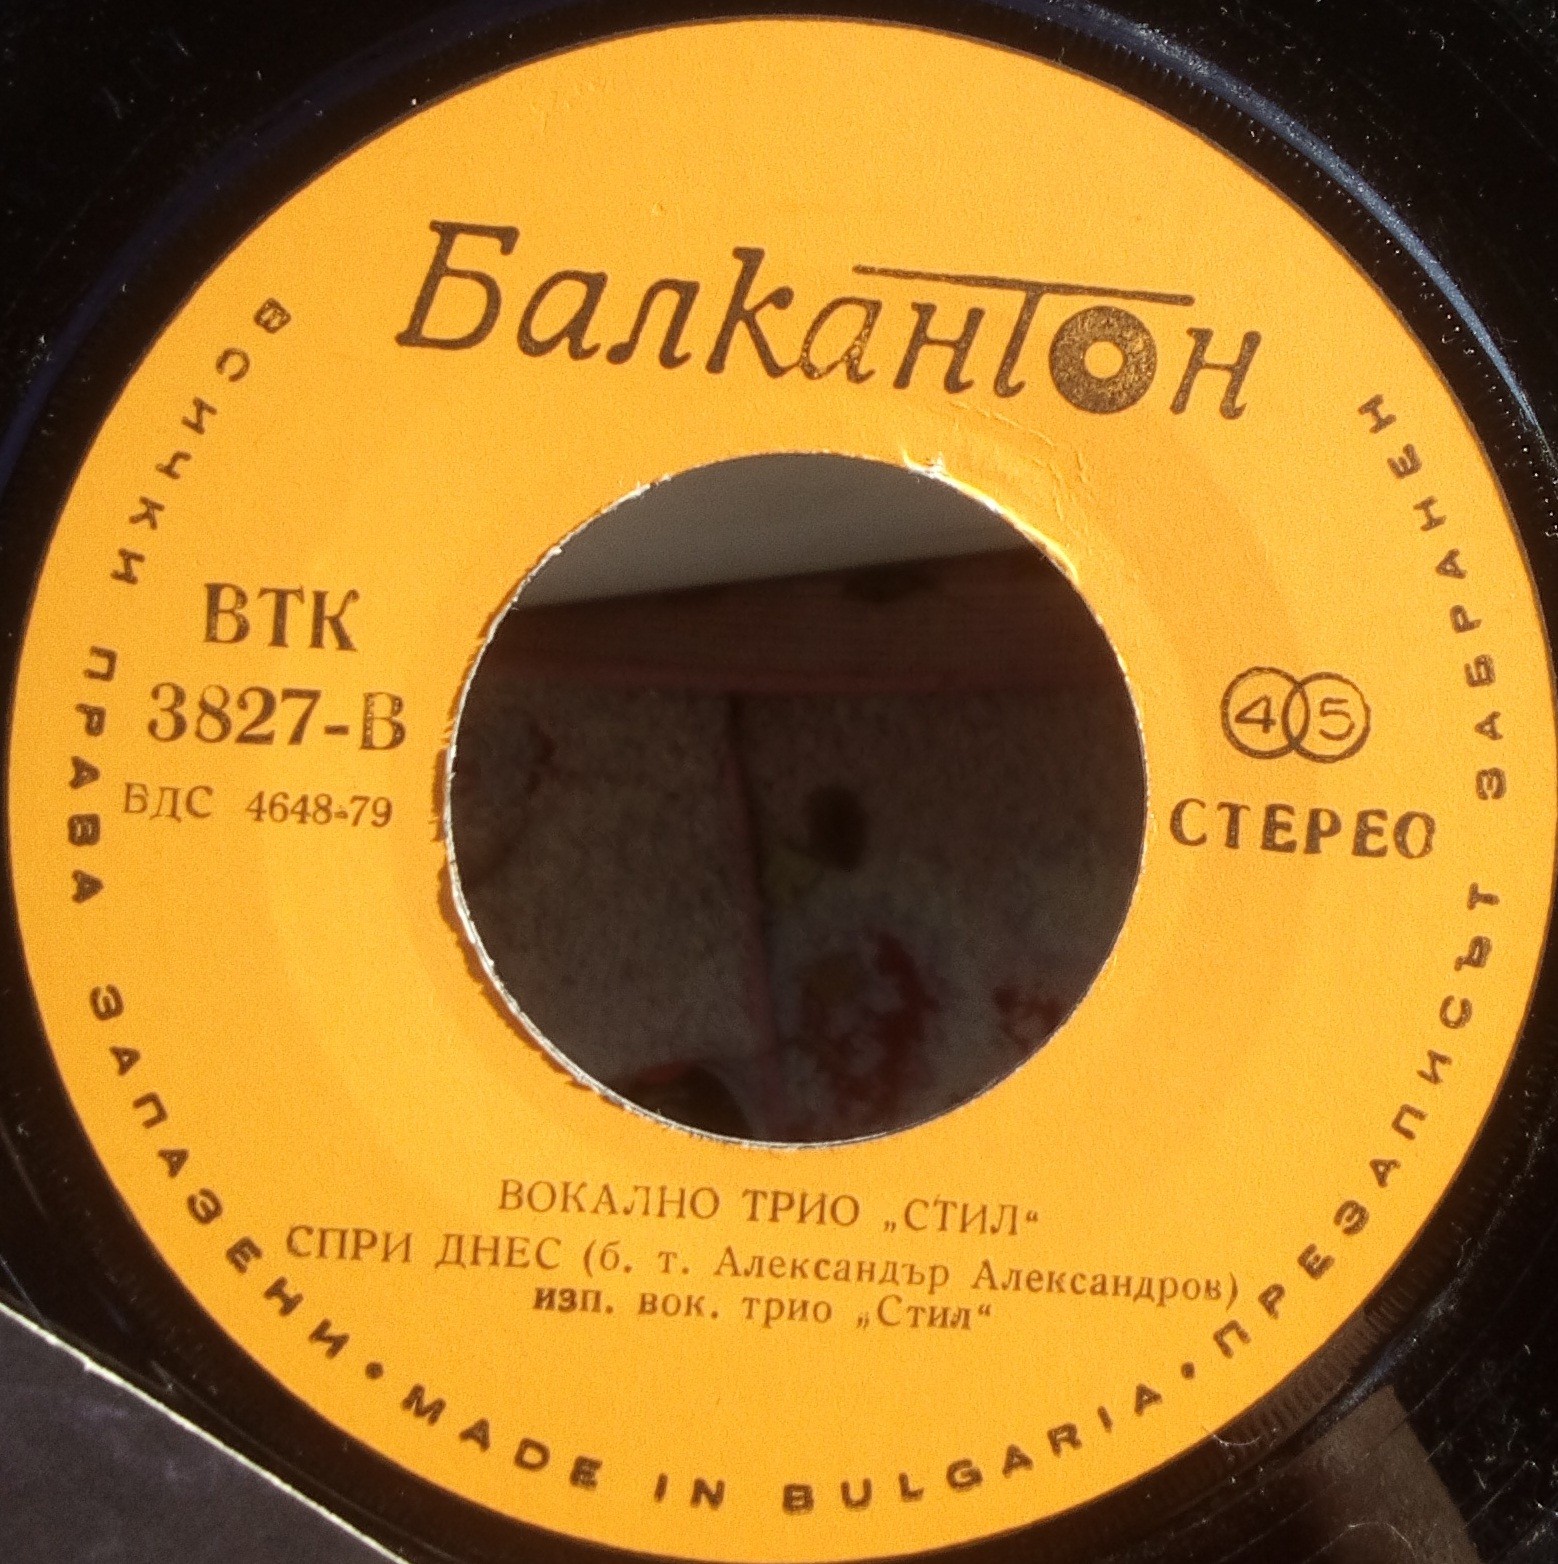 Балкантон
ВТК
3827-В
БДС 4648-79
45
СТЕРЕО
ВОКАЛНО ТРИО „СТИЛ“
СПРИ ДНЕС (б. т. Александър Александров)
изп. вок. трио „Стил“
ВСИЧКИ ПРАВА ЗАПАЗЕНИ • MADE IN BULGARIA • ПРЕЗАПИСЪТ ЗАБРАНЕН